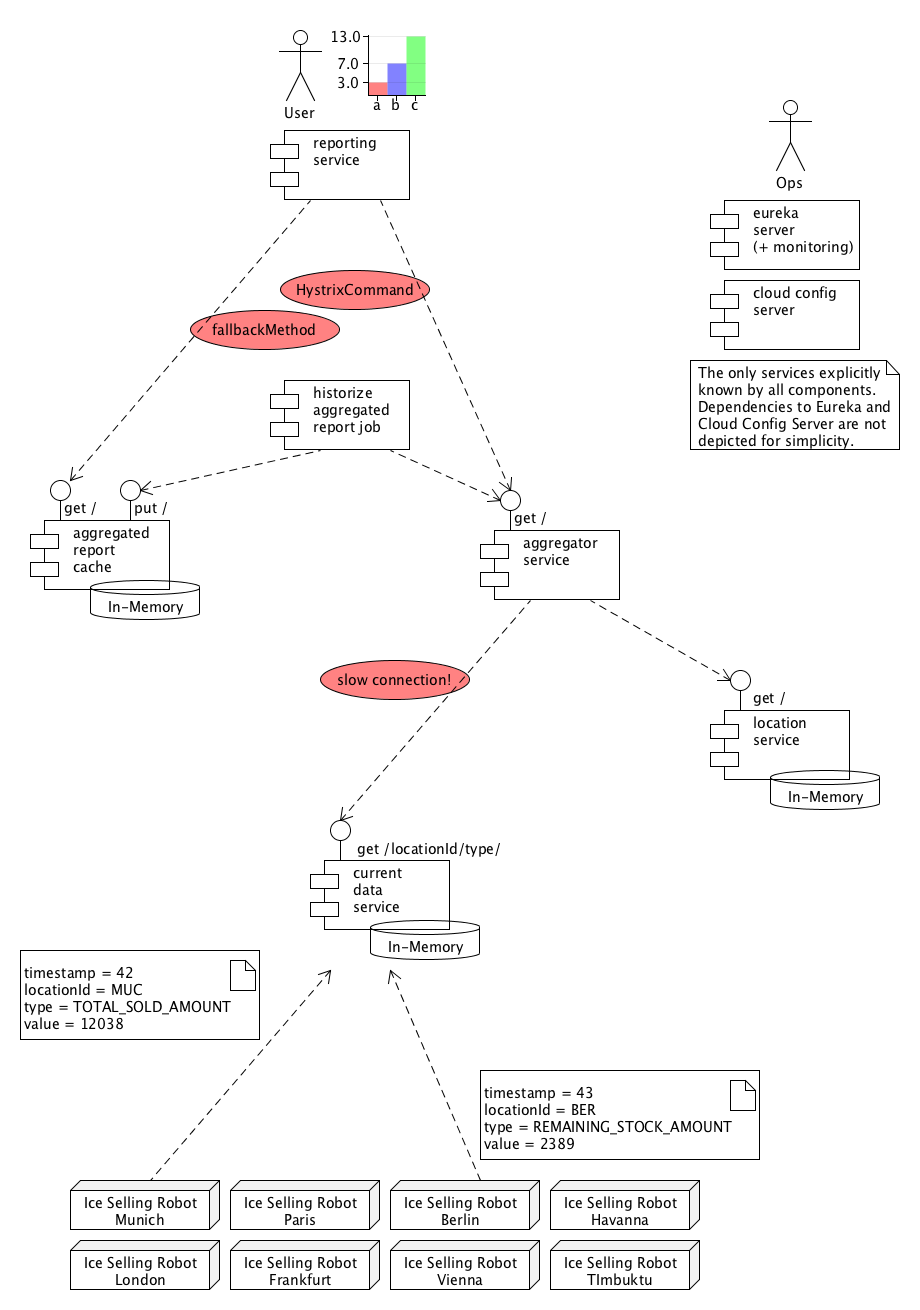 13.0
7.0
3.0
a b c
User
reporting
service
Ops
eureka
server
(+ monitoring)
cloud config
server
HystrixCommand
fallbackMethod
The only services explicitly
known by all components.
Dependencies to Eureka and
Cloud Config Server are not
depicted for simplicity.
historize
aggregated
report job
get /
put /
aggregated
report
cache
In-Memory
get /
aggregator
service
slow connection!
get /
location
service
In-Memory
get /locationId/type/
current
data
service
In-Memory
timestamp = 42
locationId = MUC
type = TOTAL_SOLD_AMOUNT
value = 12038
timestamp = 43
locationId = BER
type = REMAINING_STOCK_AMOUNT
value = 2389
Ice Selling Robot
Munich
Ice Selling Robot
Paris
Ice Selling Robot
Berlin
Ice Selling Robot
Havanna
Ice Selling Robot
London
Ice Selling Robot
Frankfurt
Ice Selling Robot
Vienna
Ice Selling Robot
TImbuktu